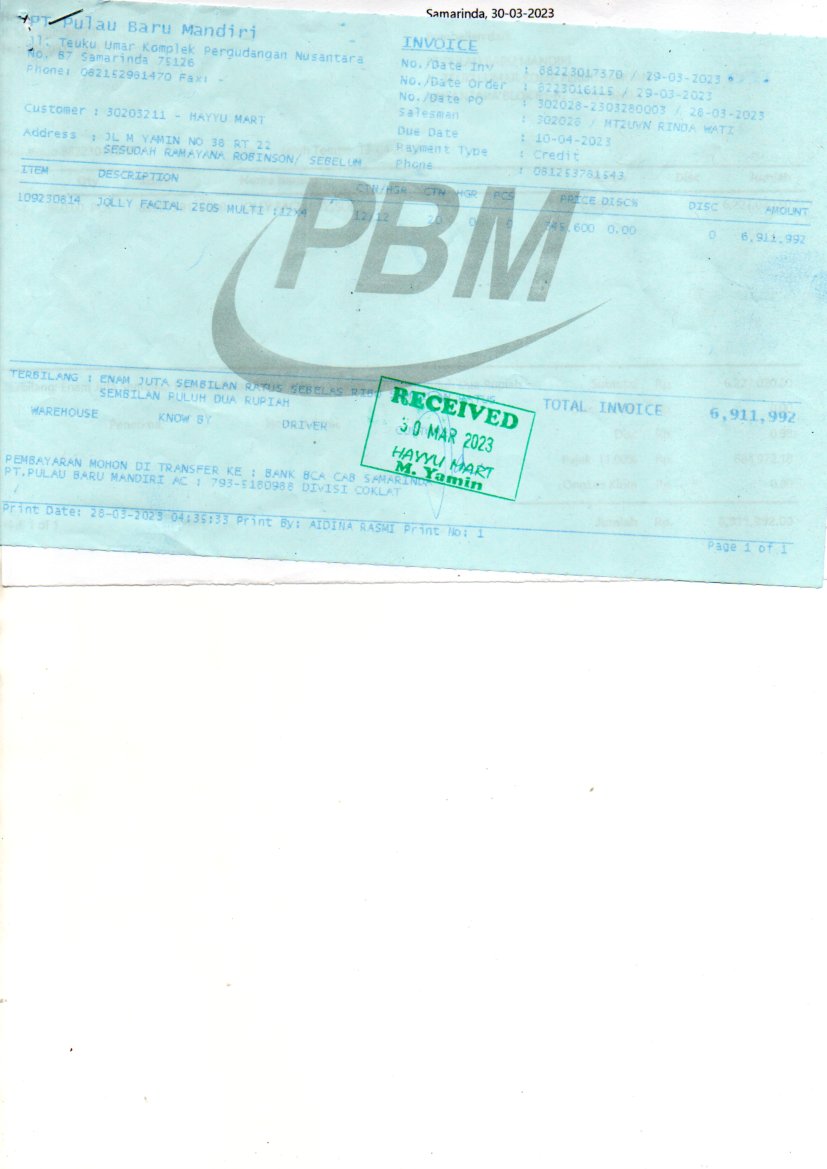 Samarinda, 30-03-2023
PT Pulau Baru Mandiri
Jl. Teuku Umar Komplek Pergudangan Nusantara
No. 87 Samarinda 75126
Phone: 082152981470 Fax: -
INVOICE
No./Date Inv : 68223017370 / 29-03-2023
No./Date Order : 8223016115 / 29-03-2023
No./Date PO : 302028-2303280003 / 28-03-2023
Salesman : 302028 / MT2UVN RINDA WATI
Due Date : 10-04-2023
Payment Type : Credit
Phone : 081253781543
Customer : 30203211 - HAYYU MART
Address : JL M YAMIN NO 38 RT 22
SESUDAH RAMAYANA ROBINSON/ SEBELUM
ITEM DESCRIPTION CTN/HGR CTN HGR PCS PRICE DISC% DISC AMOUNT
109230814 JOLLY FACIAL 250S MULTI 12X4 12/12 20 0 0 345,600 0.00 0 6,911,992
PBM
TERBILANG : ENAM JUTA SEMBILAN RATUS SEBELAS RIBU
SEMBILAN PULUH DUA RUPIAH
TOTAL INVOICE 6,911,992
WAREHOUSE KNOW BY DRIVER
RECEIVED
30 MAR 2023
HAYYU MART
M. Yamin
PEMBAYARAN MOHON DI TRANSFER KE : BANK BCA CAB SAMARINDA
PT.PULAU BARU MANDIRI AC : 793-5180988 DIVISI COKLAT
Print Date: 28-03-2023 04:35:33 Print By: AIDINA RASMI Print No: 1
Page 1 of 1